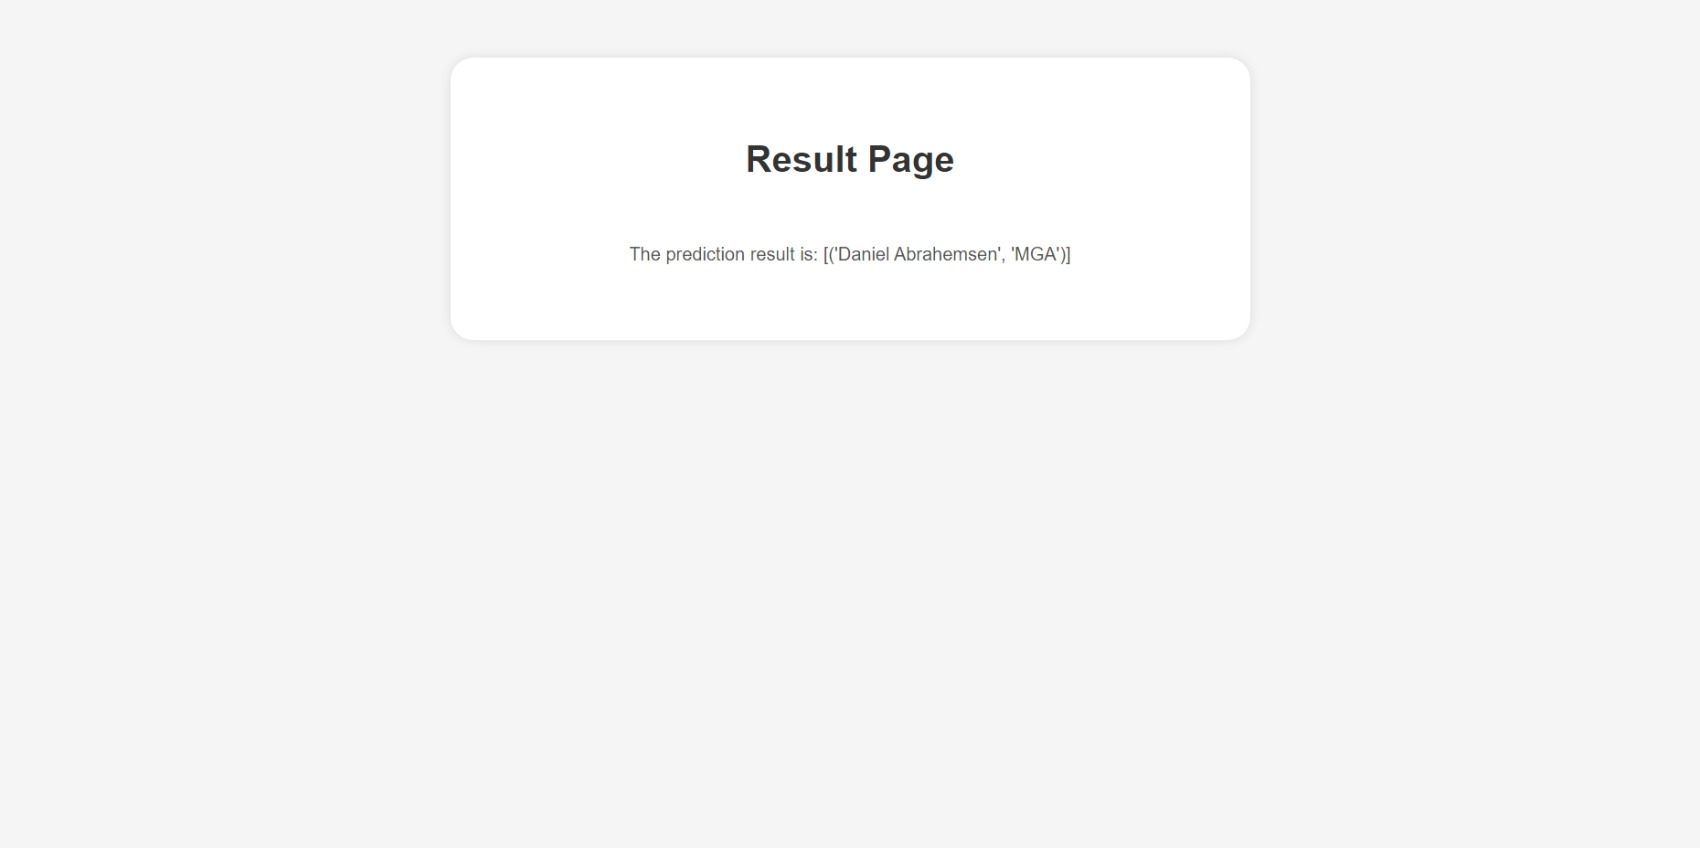 Result Page
The prediction result is: [('Daniel Abrahemsen', 'MGA')]